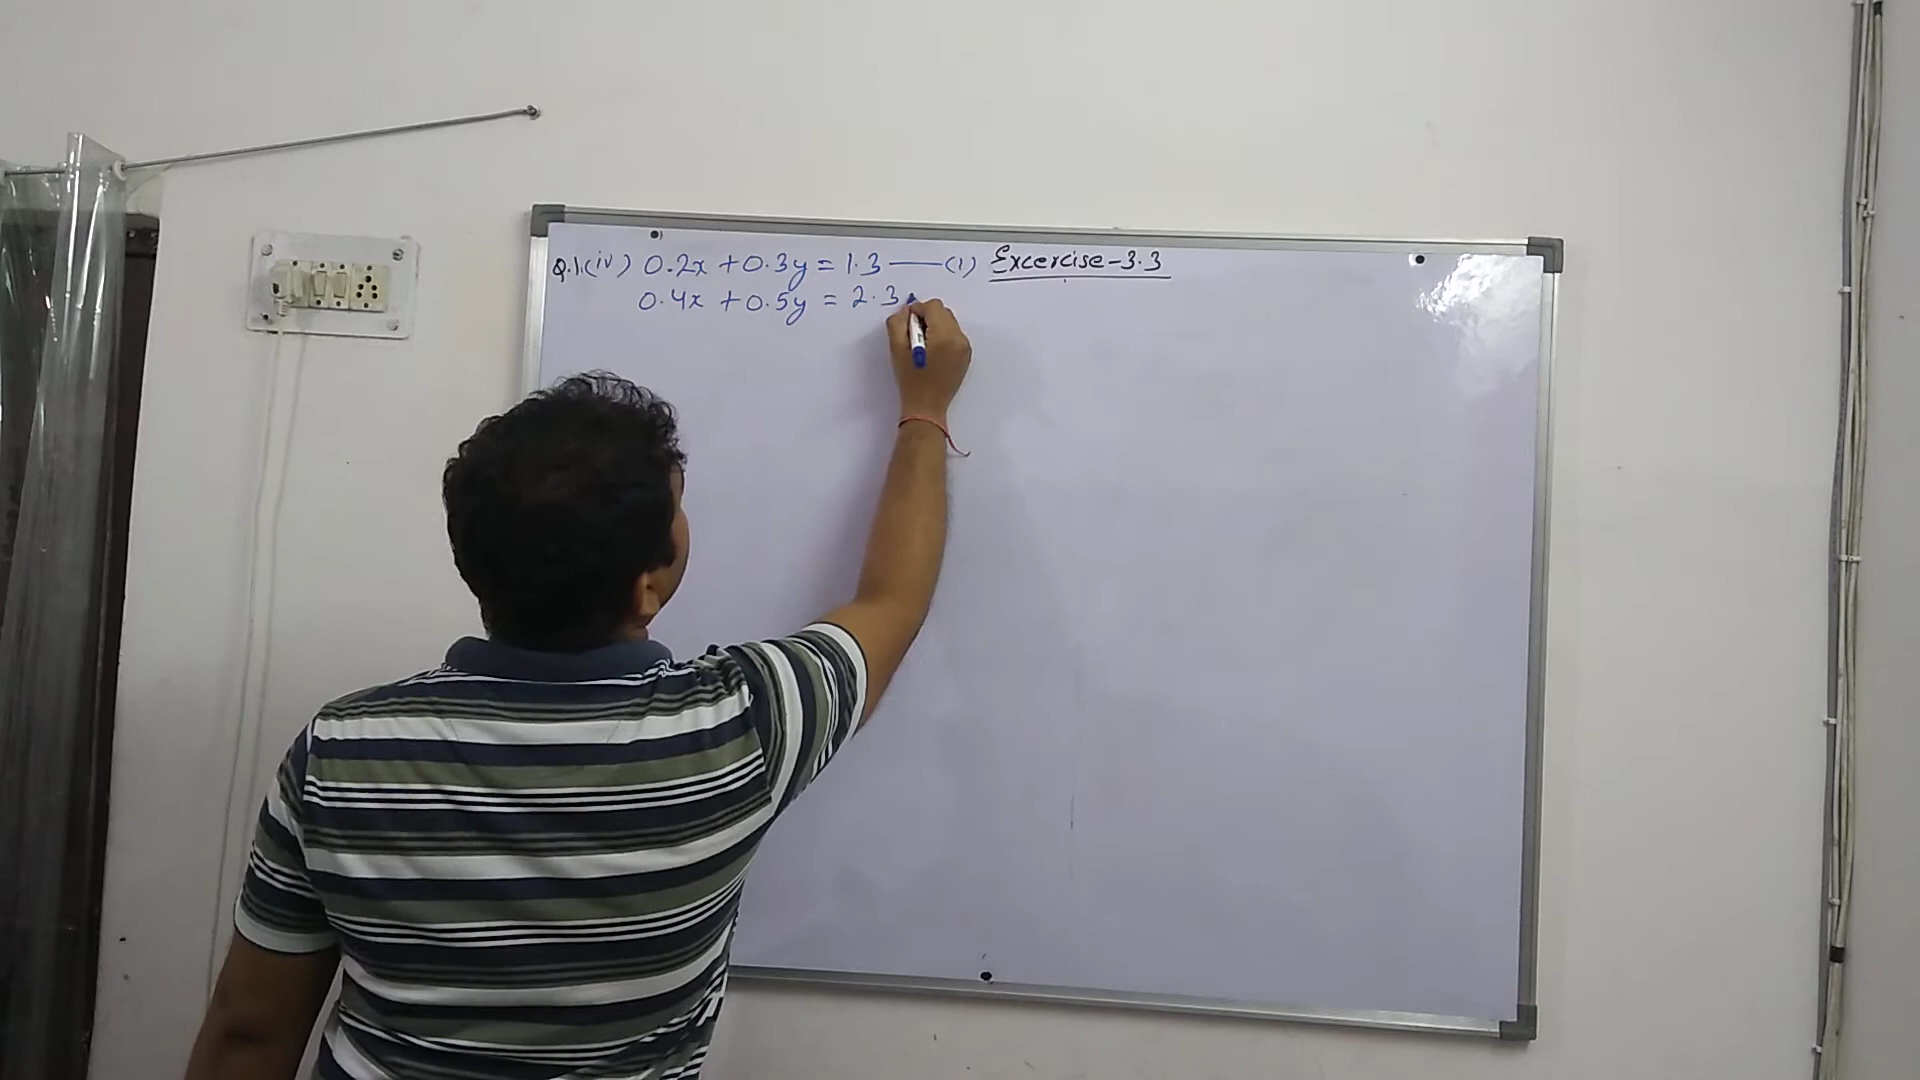 Q.1.(iv) 0.2x + 0.3y = 1.3 —— (1) Excercise-3.3
0.4x + 0.5y = 2.3